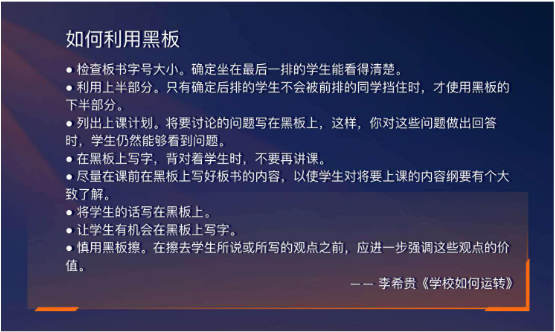 如何利用黑板
● 检查板书字号大小。确定坐在最后一排的学生能看得清楚。
● 利用上半部分。只有确定后排的学生不会被前排的同学挡住时，才使用黑板的
下半部分。
● 列出上课计划。将要讨论的问题写在黑板上，这样，你对这些问题做出回答
时，学生仍然能够看到问题。
● 在黑板上写字，背对着学生时，不要再讲课。
● 尽量在课前在黑板上写好板书的内容，以使学生对将要上课的内容纲要有个大
致了解。
● 将学生的话写在黑板上。
● 让学生有机会在黑板上写字。
● 慎用黑板擦。在擦去学生所说或所写的观点之前，应进一步强调这些观点的价
值。
—— 李希贵《学校如何运转》